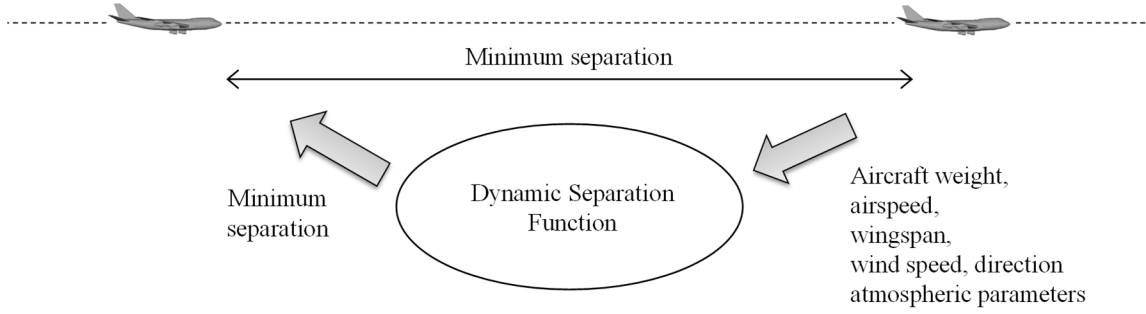 Minimum separation
Dynamic Separation
Function
Minimum
separation
Aircraft weight,
airspeed,
wingspan,
wind speed, direction
atmospheric parameters